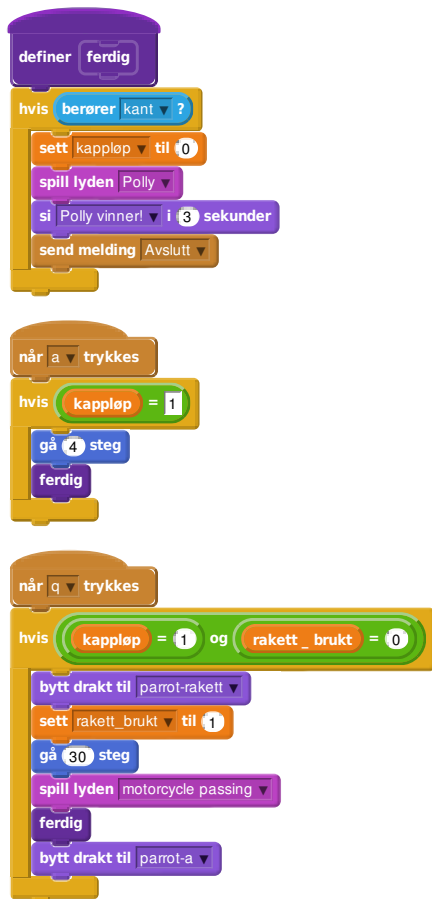 definer ferdig
hvis berører kant ?
sett kappløp til 0
spill lyden Polly
si Polly vinner! i 3 sekunder
send melding Avslutt
når a trykkes
hvis kappløp = 1
gå 4 steg
ferdig
når q trykkes
hvis kappløp = 1 og rakett_brukt = 0
bytt drakt til parrot-rakett
sett rakett_brukt til 1
gå 30 steg
spill lyden motorcycle passing
ferdig
bytt drakt til parrot-a